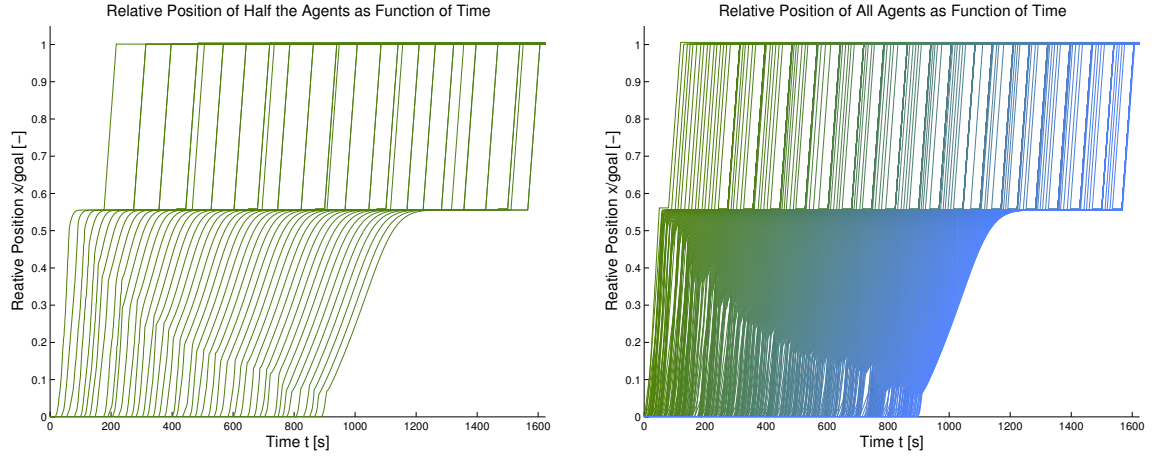 Relative Position of Half the Agents as Function of Time
1
0.9
0.8
0.7
0.6
0.5
0.4
0.3
0.2
0.1
0
Reative Position x/goal [−]
0 200 400 600 800 1000 1200 1400 1600
Time t [s]
Relative Position of All Agents as Function of Time
1
0.9
0.8
0.7
0.6
0.5
0.4
0.3
0.2
0.1
0
Reative Position x/goal [−]
0 200 400 600 800 1000 1200 1400 1600
Time t [s]